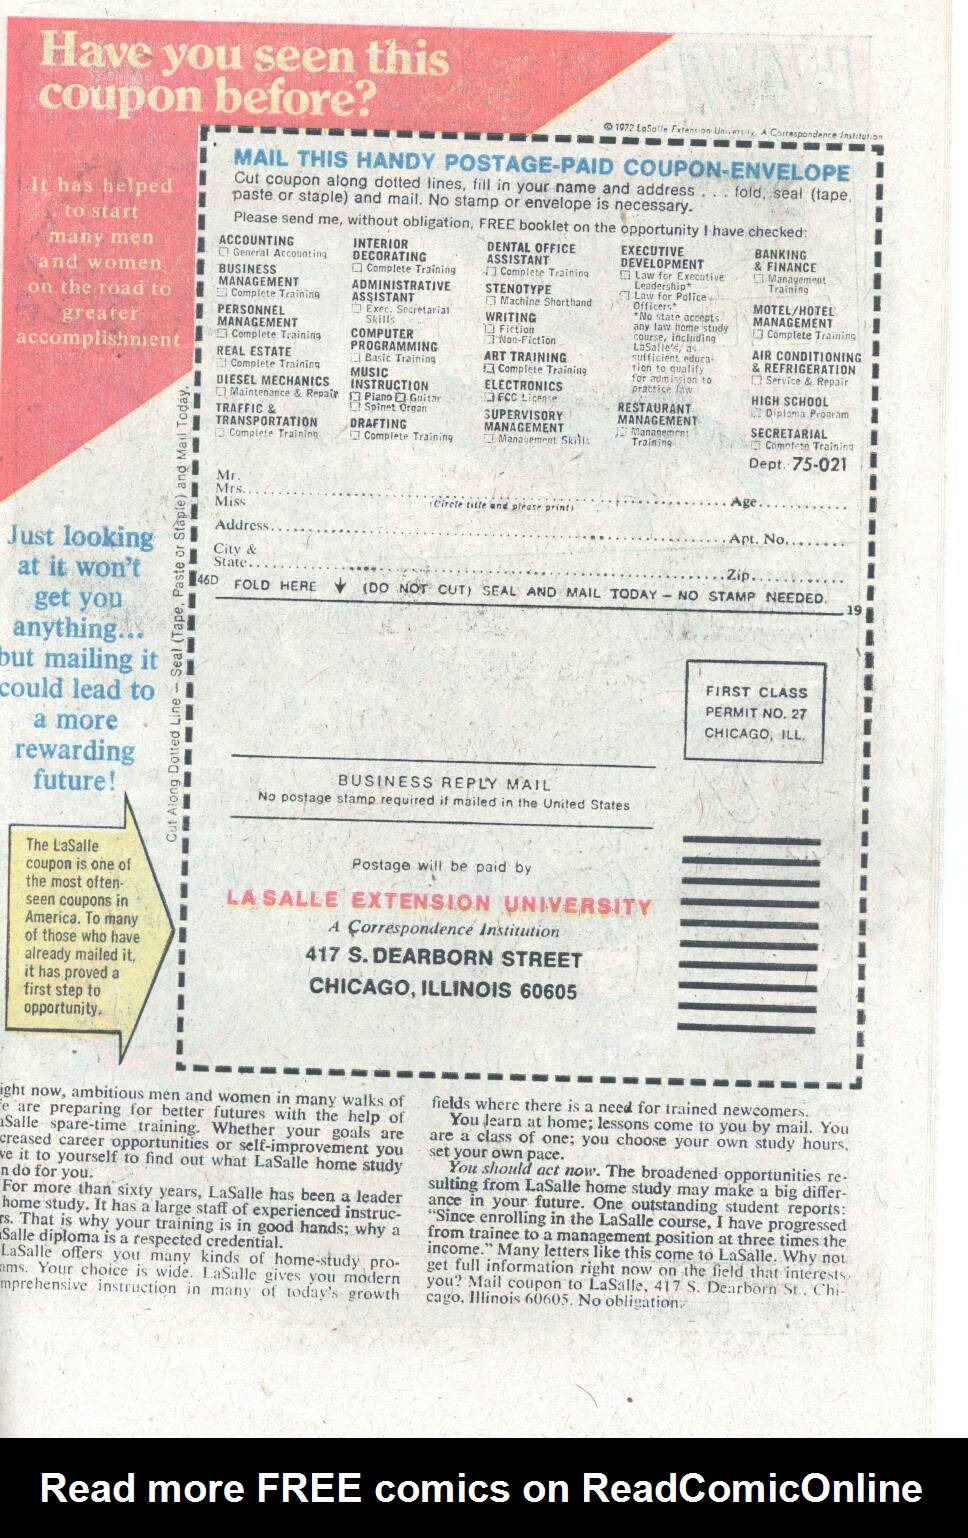 Have you seen this
coupon before?
It has helped
to start
many men
and women
on the road to
greater
accomplishment
© 1972 LaSalle Extension University, A Correspondence Institution
MAIL THIS HANDY POSTAGE-PAID COUPON-ENVELOPE
Cut coupon along dotted lines, fill in your name and address . . . fold, seal (tape,
paste or staple) and mail. No stamp or envelope is necessary.
Please send me, without obligation, FREE booklet on the opportunity I have checked:
ACCOUNTING
☐ General Accounting
BUSINESS
MANAGEMENT
☐ Complete Training
PERSONNEL
MANAGEMENT
☐ Complete Training
REAL ESTATE
☐ Complete Training
DIESEL MECHANICS
☐ Maintenance & Repair
TRAFFIC &
TRANSPORTATION
☐ Complete Training
INTERIOR
DECORATING
☐ Complete Training
ADMINISTRATIVE
ASSISTANT
☐ Exec. Secretarial
Skills
COMPUTER
PROGRAMMING
☐ Basic Training
MUSIC
INSTRUCTION
☐ Piano ☐ Guitar
☐ Spinet Organ
DRAFTING
☐ Complete Training
DENTAL OFFICE
ASSISTANT
☐ Complete Training
STENOTYPE
☐ Machine Shorthand
WRITING
☐ Fiction
☐ Non-Fiction
ART TRAINING
☐ Complete Training
ELECTRONICS
☐ FCC License
SUPERVISORY
MANAGEMENT
☐ Management Skills
EXECUTIVE
DEVELOPMENT
☐ Law for Executive
Leadership*
☐ Law for Police
Officers*
*No state accepts
any law home study
course, including
LaSalle's, as
sufficient educa-
tion to qualify
for admission to
practice law.
RESTAURANT
MANAGEMENT
☐ Management
Training
BANKING
& FINANCE
☐ Management
Training
MOTEL/HOTEL
MANAGEMENT
☐ Complete Training
AIR CONDITIONING
& REFRIGERATION
☐ Service & Repair
HIGH SCHOOL
☐ Diploma Program
SECRETARIAL
☐ Complete Training
Dept. 75-021
Mr.
Mrs.
Miss (Circle title and please print) Age
Address Apt. No.
City &
State Zip
46D FOLD HERE (DO NOT CUT) SEAL AND MAIL TODAY – NO STAMP NEEDED.
19
Cut Along Dotted Line – Seal (Tape, Paste or Staple) and Mail Today.
Just looking
at it won't
get you
anything...
but mailing it
could lead to
a more
rewarding
future!
The LaSalle
coupon is one of
the most often-
seen coupons in
America. To many
of those who have
already mailed it,
it has proved a
first step to
opportunity.
FIRST CLASS
PERMIT NO. 27
CHICAGO, ILL.
BUSINESS REPLY MAIL
No postage stamp required if mailed in the United States
Postage will be paid by
LA SALLE EXTENSION UNIVERSITY
A Correspondence Institution
417 S. DEARBORN STREET
CHICAGO, ILLINOIS 60605
ight now, ambitious men and women in many walks of
e are preparing for better futures with the help of
aSalle spare-time training. Whether your goals are
creased career opportunities or self-improvement you
ve it to yourself to find out what LaSalle home study
n do for you.
For more than sixty years, LaSalle has been a leader
home study. It has a large staff of experienced instruc-
rs. That is why your training is in good hands; why a
aSalle diploma is a respected credential.
LaSalle offers you many kinds of home-study pro-
ams. Your choice is wide. LaSalle gives you modern
mprehensive instruction in many of today's growth
fields where there is a need for trained newcomers.
You learn at home; lessons come to you by mail. You
are a class of one; you choose your own study hours,
set your own pace.
You should act now. The broadened opportunities re-
sulting from LaSalle home study may make a big differ-
ance in your future. One outstanding student reports:
"Since enrolling in the LaSalle course, I have progressed
from trainee to a management position at three times the
income." Many letters like this come to LaSalle. Why not
get full information right now on the field that interests
you? Mail coupon to LaSalle, 417 S. Dearborn St., Chi-
cago, Illinois 60605. No obligation.
Read more FREE comics on ReadComicOnline